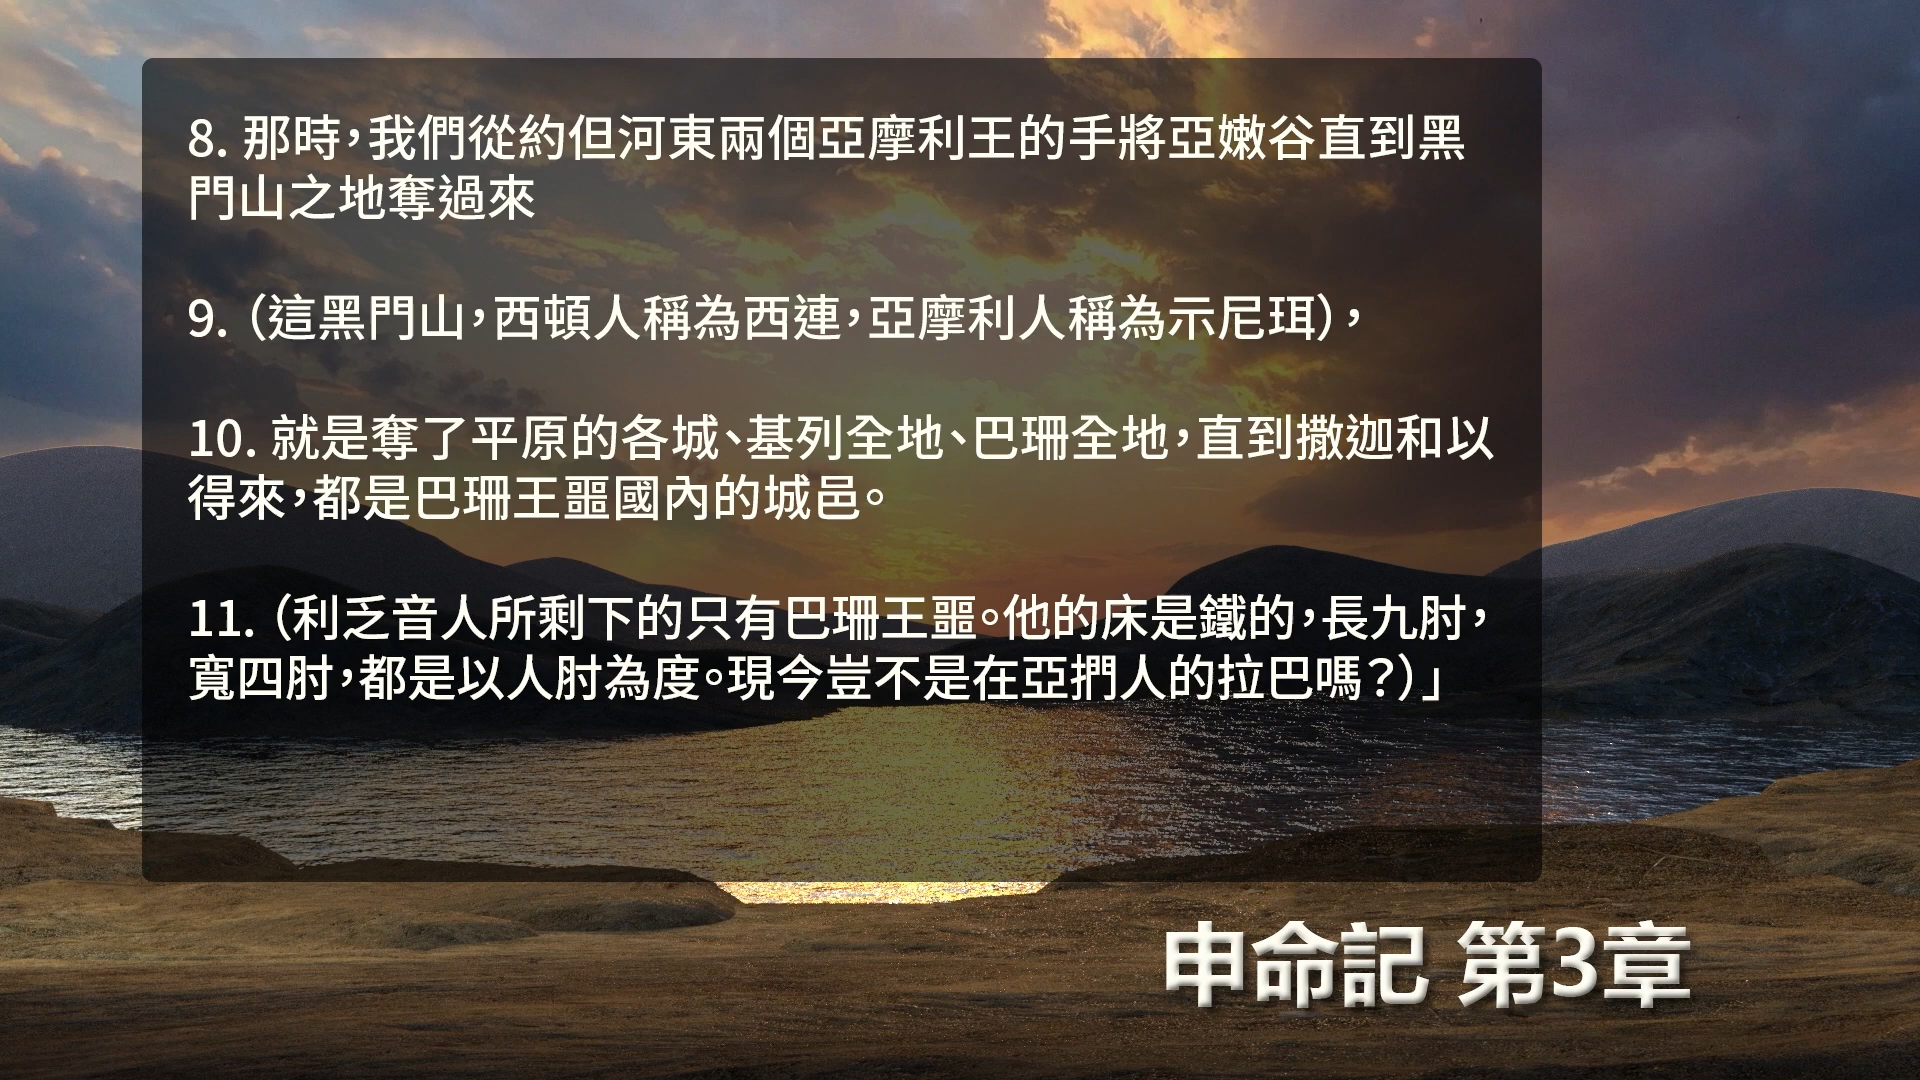 8. 那時，我們從約但河東兩個亞摩利王的手將亞嫩谷直到黑
門山之地奪過來
9.（這黑門山，西頓人稱為西連，亞摩利人稱為示尼珥），
10. 就是奪了平原的各城、基列全地、巴珊全地，直到撒迦和以
得來，都是巴珊王噩國內的城邑。
11.（利乏音人所剩下的只有巴珊王噩。他的床是鐵的，長九肘，
寬四肘，都是以人肘為度。現今豈不是在亞捫人的拉巴嗎？）」
申命記 第3章